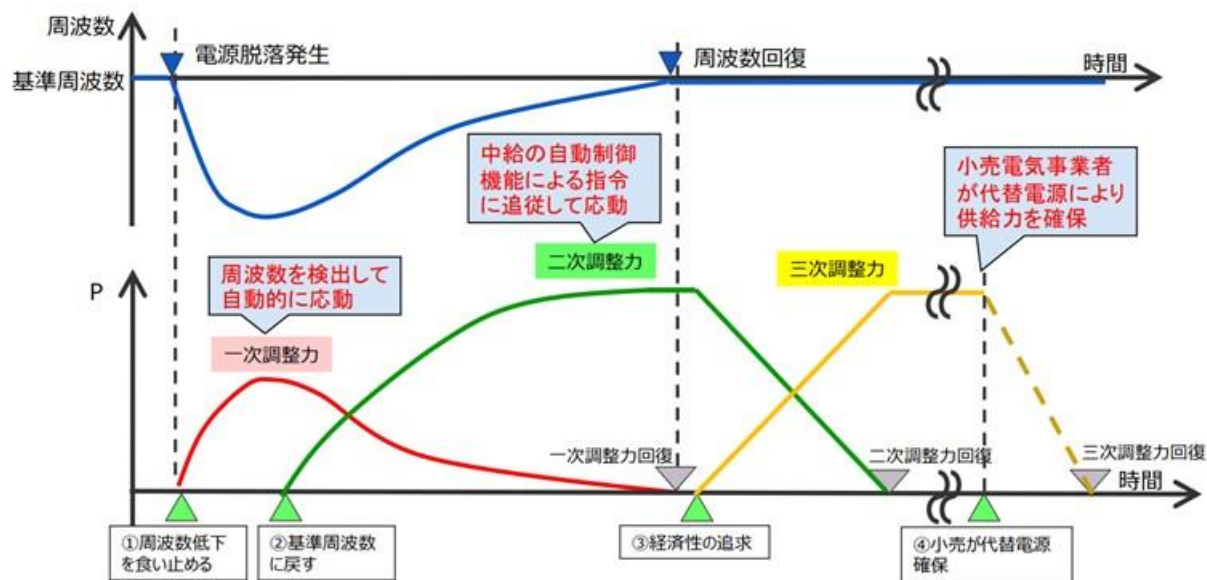 周波数
電源脱落発生
周波数回復
時間
基準周波数
中給の自動制御
機能による指令
に追従して応動
小売電気事業者
が代替電源により
供給力を確保
P
周波数を検出して
自動的に応動
一次調整力
二次調整力
三次調整力
一次調整力回復
二次調整力回復
三次調整力回復
時間
①周波数低下
を食い止める
②基準周波数
に戻す
③経済性の追求
④小売が代替電源
確保